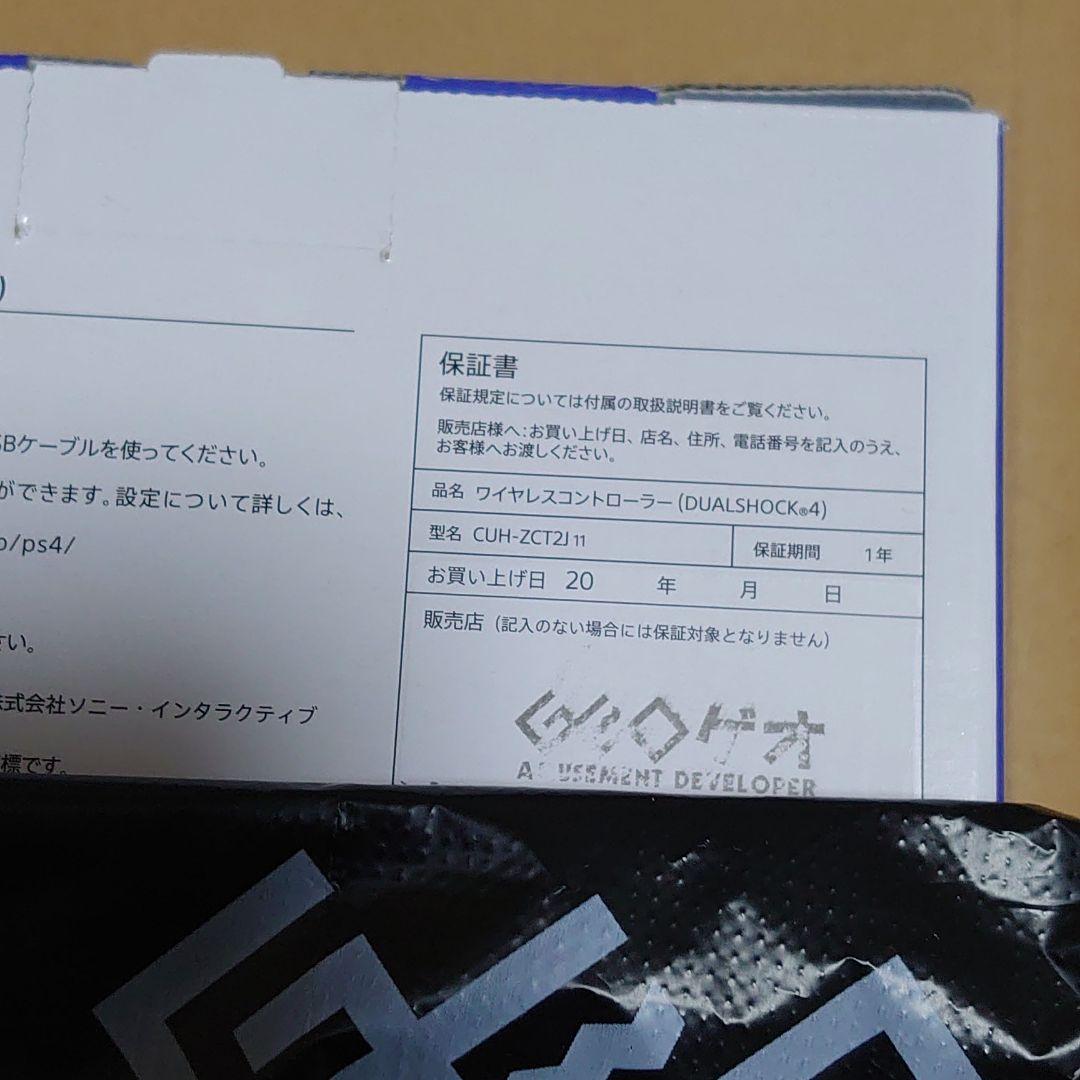 )
Bケーブルを使ってください。
ができます。設定について詳しくは、
/ps4/
さい。
株式会社ソニー・インタラクティブ
標です。
保証書
保証規定については付属の取扱説明書をご覧ください。
販売店様へ:お買い上げ日、店名、住所、電話番号を記入のうえ、
お客様へお渡しください。
品名 ワイヤレスコントローラー (DUALSHOCK®4)
型名 CUH-ZCT2J 11
保証期間 1年
お買い上げ日 20 年 月 日
販売店 (記入のない場合には保証対象となりません)
ゲオ
AMUSEMENT DEVELOPER